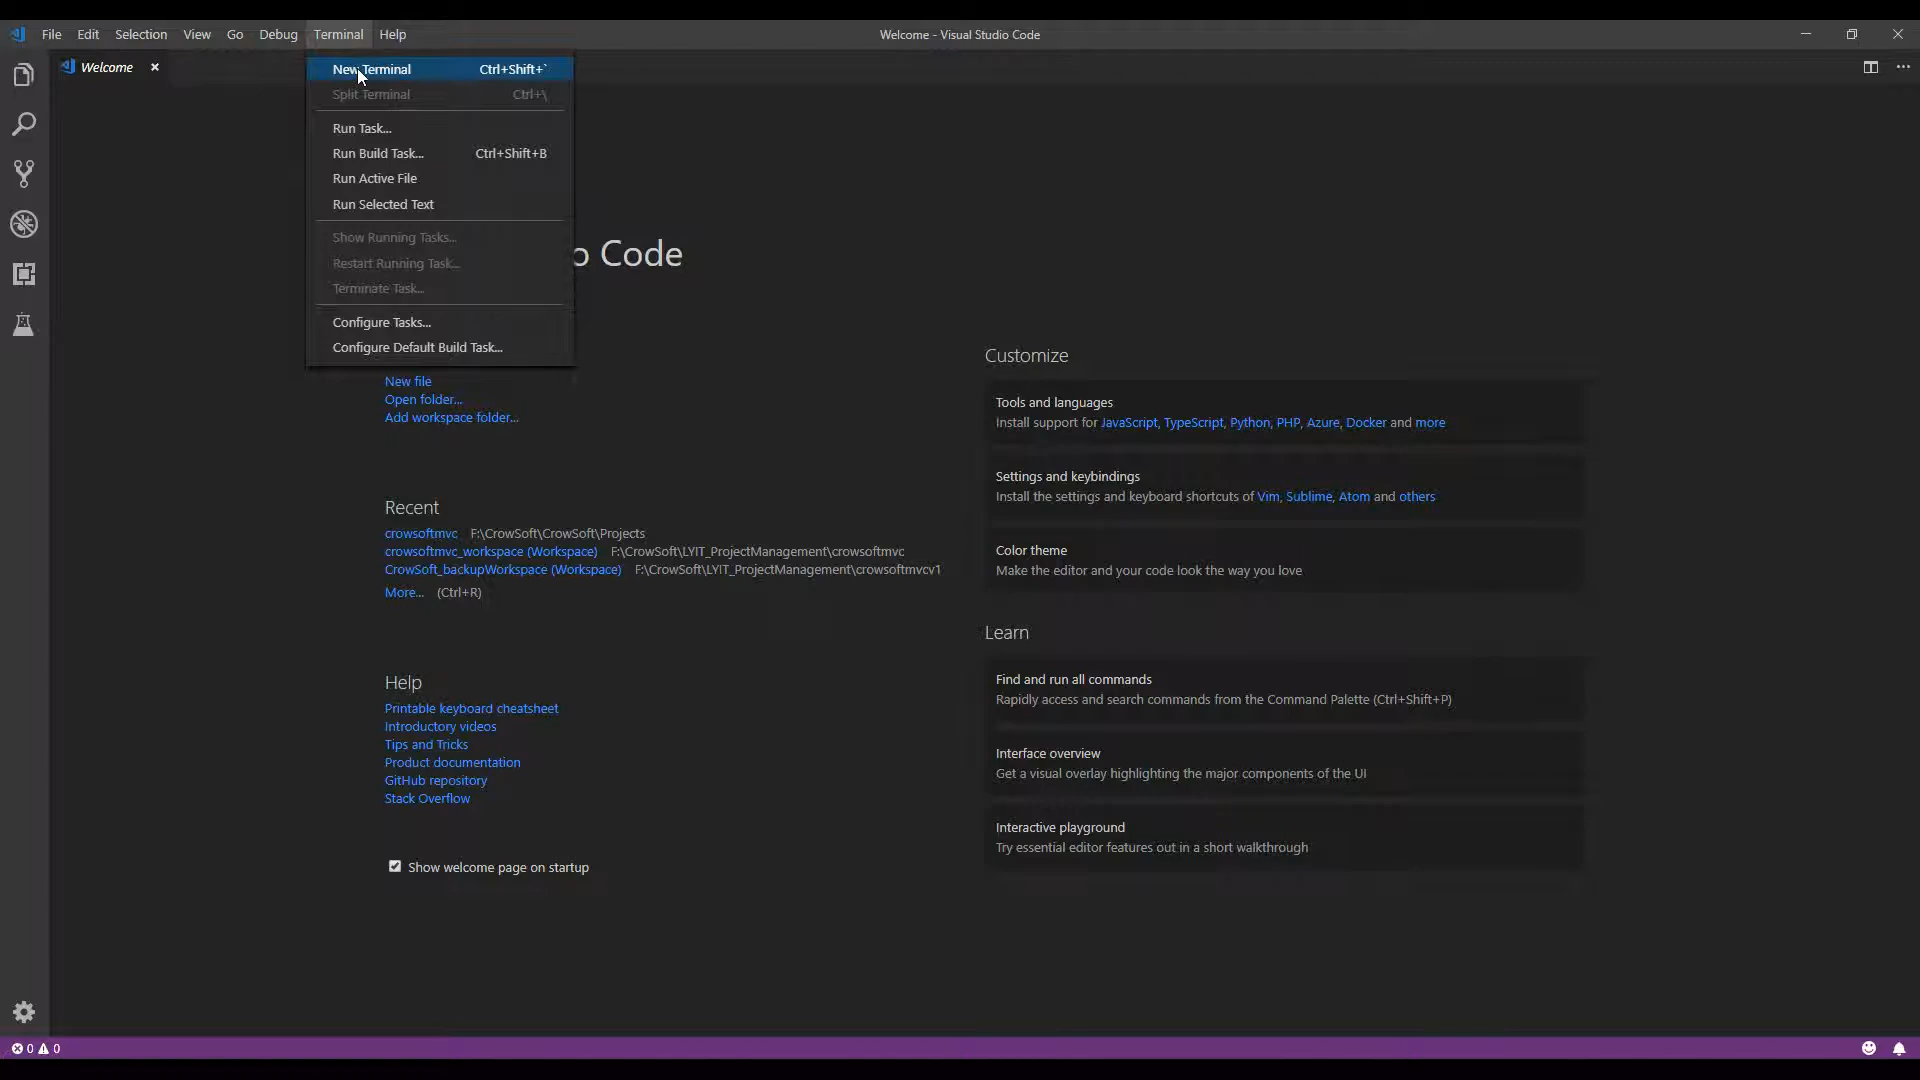 File Edit Selection View Go Debug Terminal Help
Welcome - Visual Studio Code
Welcome
New Terminal Ctrl+Shift+`
Split Terminal Ctrl+\
Run Task...
Run Build Task... Ctrl+Shift+B
Run Active File
Run Selected Text
Show Running Tasks...
Restart Running Task...
Terminate Task...
Configure Tasks...
Configure Default Build Task...
o Code
New file
Open folder...
Add workspace folder...
Recent
crowsoftmvc F:\CrowSoft\CrowSoft\Projects
crowsoftmvc_workspace (Workspace) F:\CrowSoft\LYIT_ProjectManagement\crowsoftmvc
CrowSoft_backupWorkspace (Workspace) F:\CrowSoft\LYIT_ProjectManagement\crowsoftmvcv1
More... (Ctrl+R)
Help
Printable keyboard cheatsheet
Introductory videos
Tips and Tricks
Product documentation
GitHub repository
Stack Overflow
Show welcome page on startup
Customize
Tools and languages
Install support for JavaScript, TypeScript, Python, PHP, Azure, Docker and more
Settings and keybindings
Install the settings and keyboard shortcuts of Vim, Sublime, Atom and others
Color theme
Make the editor and your code look the way you love
Learn
Find and run all commands
Rapidly access and search commands from the Command Palette (Ctrl+Shift+P)
Interface overview
Get a visual overlay highlighting the major components of the UI
Interactive playground
Try essential editor features out in a short walkthrough
0 0